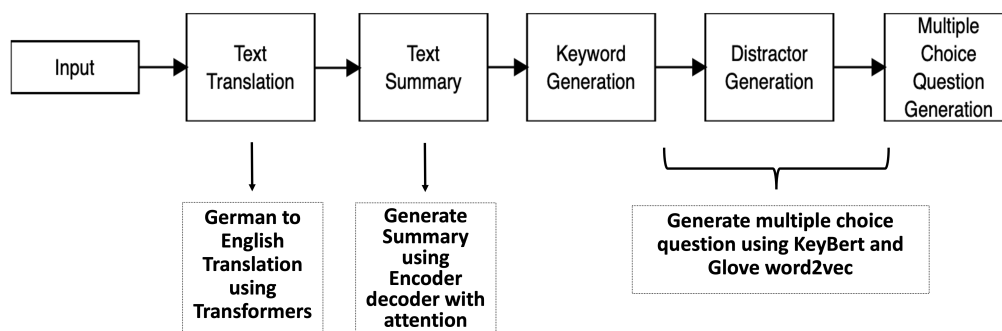 Input
Text
Translation
Text
Summary
Keyword
Generation
Distractor
Generation
Multiple
Choice
Question
Generation
German to
English
Translation
using
Transformers
Generate
Summary
using
Encoder
decoder with
attention
Generate multiple choice
question using KeyBert and
Glove word2vec